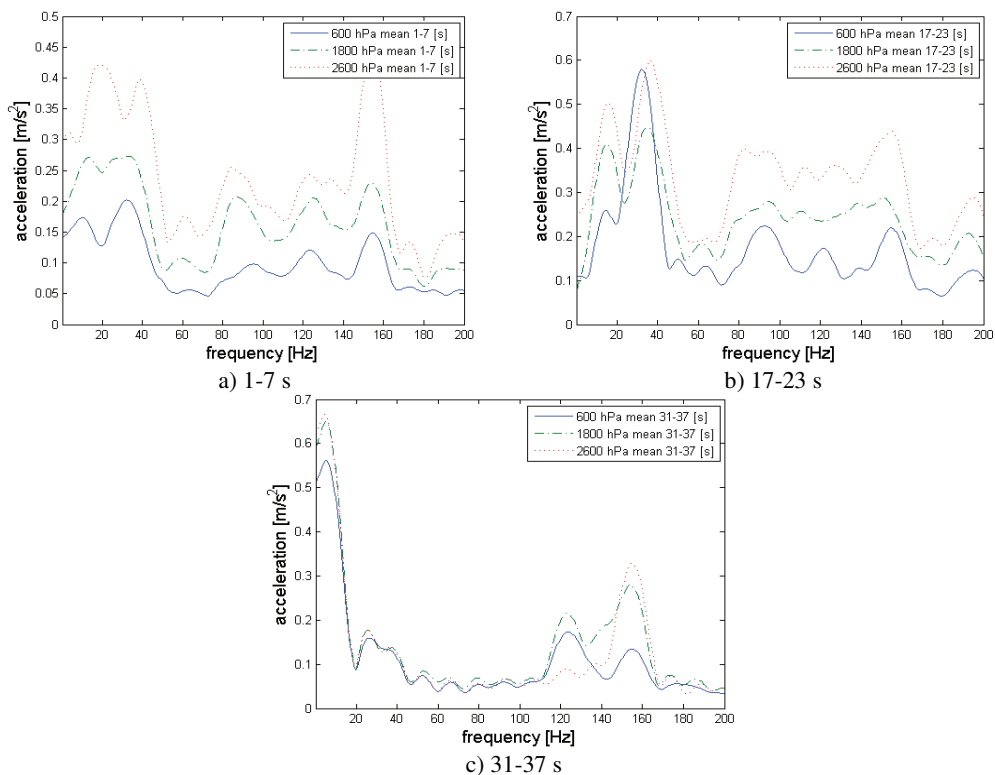 0.5
0.45
0.4
0.35
0.3
0.25
0.2
0.15
0.1
0.05
0
acceleration [m/s²]
600 hPa mean 1-7 [s]
1800 hPa mean 1-7 [s]
2600 hPa mean 1-7 [s]
20 40 60 80 100 120 140 160 180 200
frequency [Hz]
a) 1-7 s
0.7
0.6
0.5
0.4
0.3
0.2
0.1
0
acceleration [m/s²]
600 hPa mean 17-23 [s]
1800 hPa mean 17-23 [s]
2600 hPa mean 17-23 [s]
20 40 60 80 100 120 140 160 180 200
frequency [Hz]
b) 17-23 s
0.7
0.6
0.5
0.4
0.3
0.2
0.1
0
acceleration [m/s²]
600 hPa mean 31-37 [s]
1800 hPa mean 31-37 [s]
2600 hPa mean 31-37 [s]
20 40 60 80 100 120 140 160 180 200
frequency [Hz]
c) 31-37 s